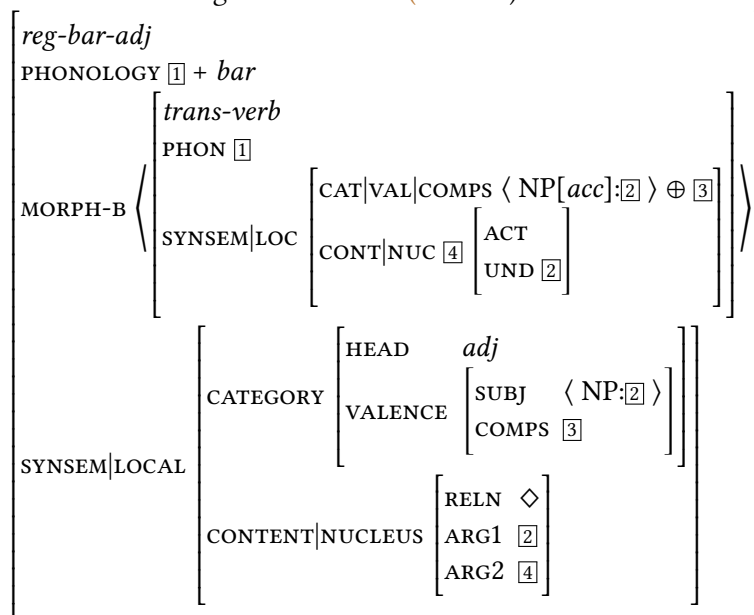 reg-bar-adj
PHONOLOGY 1 + bar
trans-verb
PHON 1
MORPH-B
CAT|VAL|COMPS ⟨ NP[acc]:2 ⟩ ⊕ 3
SYNSEM|LOC
CONT|NUC 4
ACT
UND 2
HEAD adj
CATEGORY
VALENCE
SUBJ ⟨ NP:2 ⟩
COMPS 3
SYNSEM|LOCAL
RELN ◇
CONTENT|NUCLEUS
ARG1 2
ARG2 4